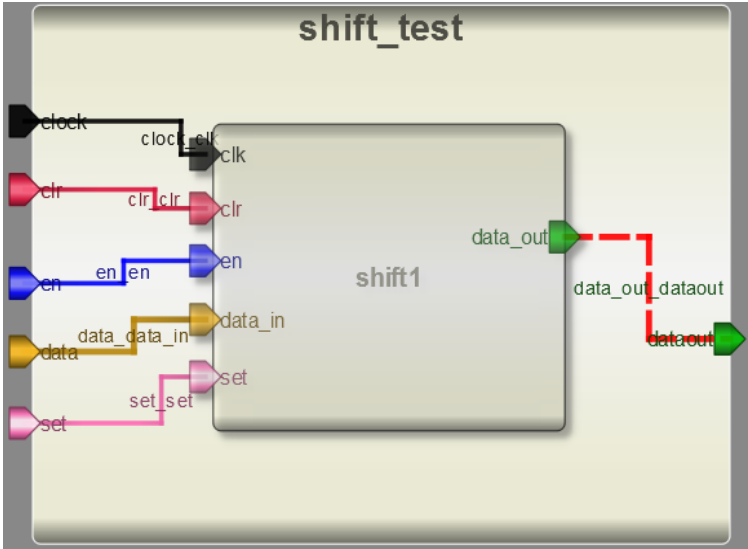 shift_test
clock
clock_clk
clk
clr
clr_clr
clr
data_out
en
en_en
en
shift1
data_out_dataout
data
data_data_in
data_in
dataout
set
set_set
set